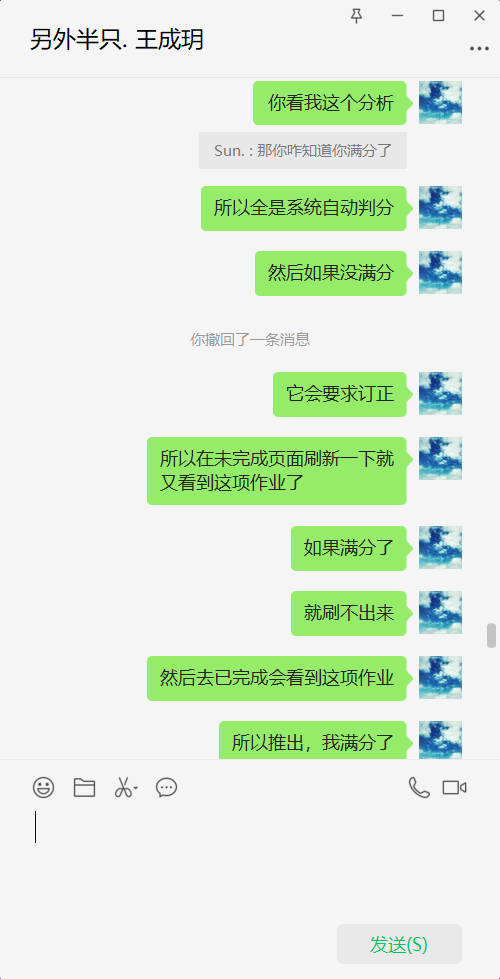 另外半只. 王成玥
你看我这个分析
Sun. : 那你咋知道你满分了
所以全是系统自动判分
然后如果没满分
你撤回了一条消息
它会要求订正
所以在未完成页面刷新一下就
又看到这项作业了
如果满分了
就刷不出来
然后去已完成会看到这项作业
所以推出，我满分了
发送(S)